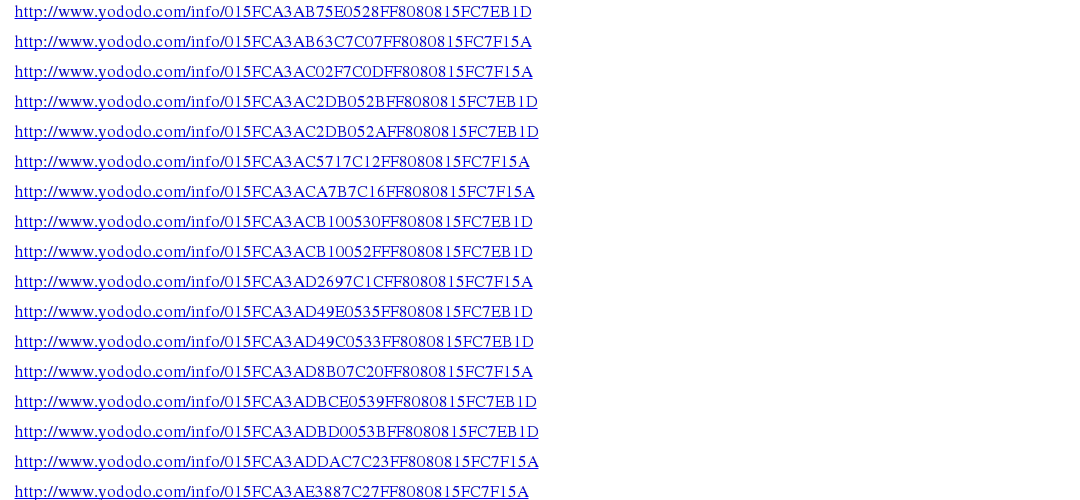 http://www.yododo.com/info/015FCA3AB75E0528FF8080815FC7EB1D
http://www.yododo.com/info/015FCA3AB63C7C07FF8080815FC7F15A
http://www.yododo.com/info/015FCA3AC02F7C0DFF8080815FC7F15A
http://www.yododo.com/info/015FCA3AC2DB052BFF8080815FC7EB1D
http://www.yododo.com/info/015FCA3AC2DB052AFF8080815FC7EB1D
http://www.yododo.com/info/015FCA3AC5717C12FF8080815FC7F15A
http://www.yododo.com/info/015FCA3ACA7B7C16FF8080815FC7F15A
http://www.yododo.com/info/015FCA3ACB100530FF8080815FC7EB1D
http://www.yododo.com/info/015FCA3ACB10052FFF8080815FC7EB1D
http://www.yododo.com/info/015FCA3AD2697C1CFF8080815FC7F15A
http://www.yododo.com/info/015FCA3AD49E0535FF8080815FC7EB1D
http://www.yododo.com/info/015FCA3AD49C0533FF8080815FC7EB1D
http://www.yododo.com/info/015FCA3AD8B07C20FF8080815FC7F15A
http://www.yododo.com/info/015FCA3ADBCE0539FF8080815FC7EB1D
http://www.yododo.com/info/015FCA3ADBD0053BFF8080815FC7EB1D
http://www.yododo.com/info/015FCA3ADDAC7C23FF8080815FC7F15A
http://www.yododo.com/info/015FCA3AE3887C27FF8080815FC7F15A